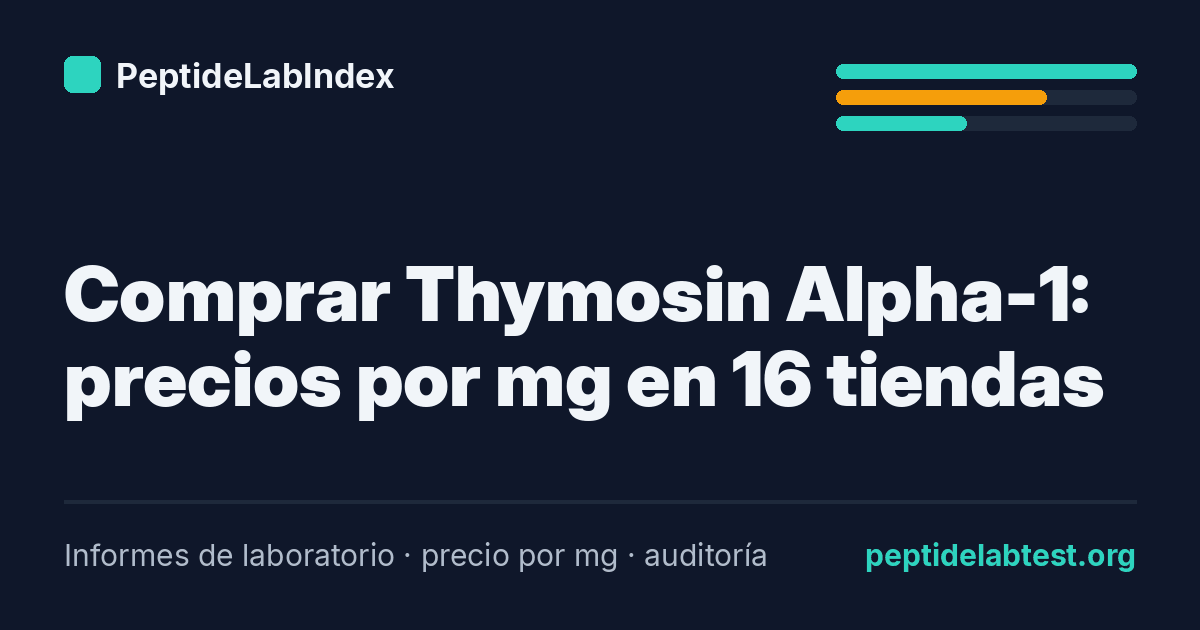 PeptideLabIndex
Comprar Thymosin Alpha-1:
precios por mg en 16 tiendas
Informes de laboratorio · precio por mg · auditoría
peptidelabtest.org